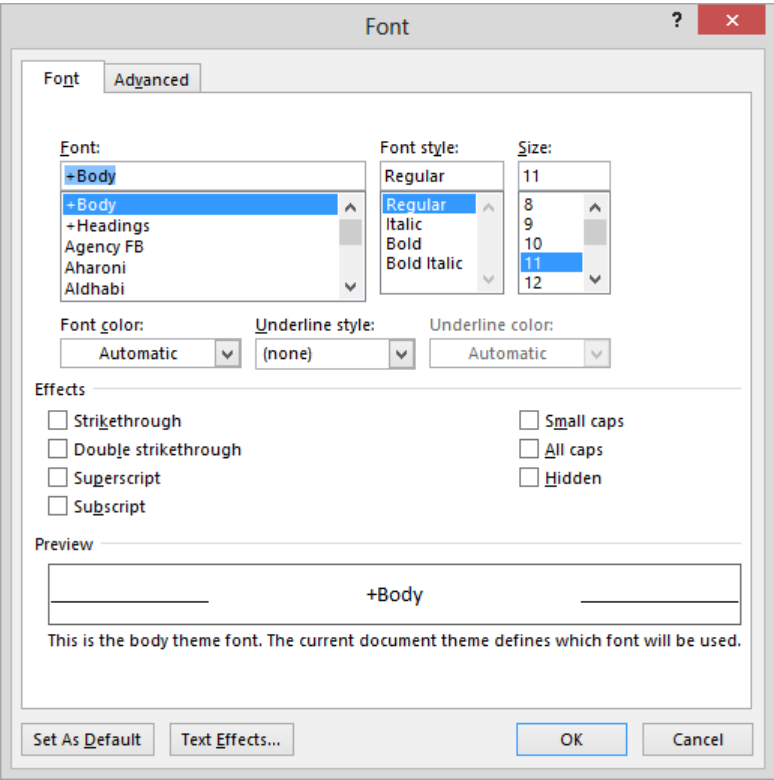 Font ?
Font Advanced
Font: Font style: Size:
+Body Regular 11
+Body Regular 8
+Headings Italic 9
Agency FB Bold 10
Aharoni Bold Italic 11
Aldhabi 12
Font color: Underline style: Underline color:
Automatic (none) Automatic
Effects
Strikethrough Small caps
Double strikethrough All caps
Superscript Hidden
Subscript
Preview
+Body
This is the body theme font. The current document theme defines which font will be used.
Set As Default Text Effects... OK Cancel